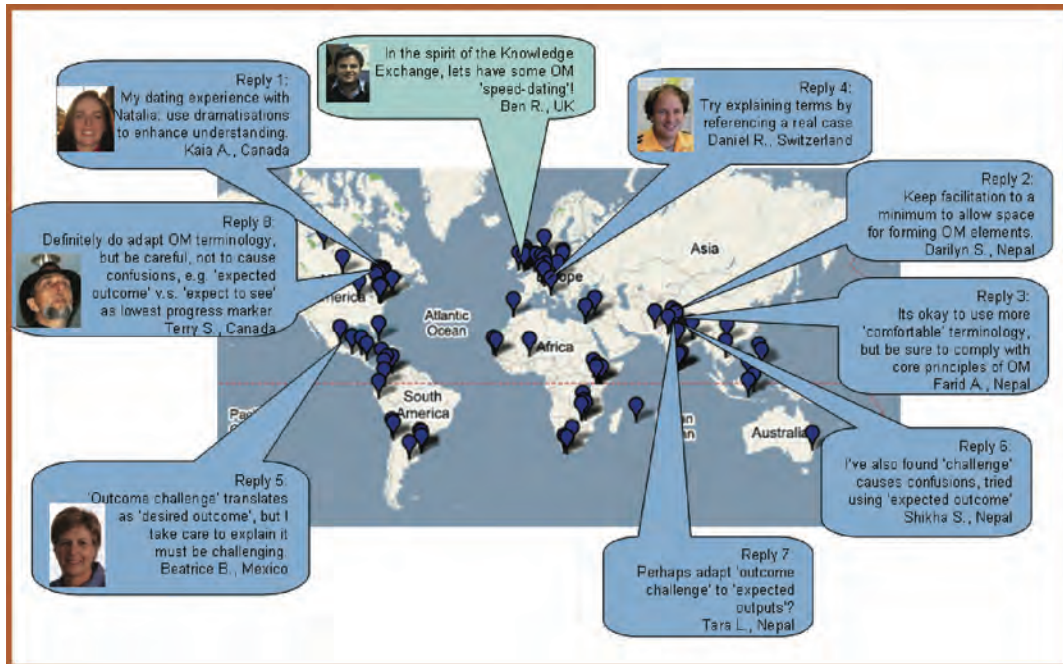 In the spirit of the Knowledge
Exchange, lets have some OM
'speed-dating'!
Ben R., UK
Reply 1:
My dating experience with
Natalia: use dramatisations
to enhance understanding.
Kaia A., Canada
Reply 4:
Try explaining terms by
referencing a real case
Daniel R., Switzerland
Reply 2:
Keep facilitation to a
minimum to allow space
for forming OM elements.
Darilyn S., Nepal
Reply 8:
Definitely do adapt OM terminology,
but be careful, not to cause
confusions, e.g. 'expected
outcome' v.s. 'expect to see'
as lowest progress marker
Terry S., Canada
Reply 3:
Its okay to use more
'comfortable' terminology,
but be sure to comply with
core principles of OM
Farid A., Nepal
Reply 6:
I've also found 'challenge'
causes confusions, tried
using 'expected outcome'
Shikha S., Nepal
Reply 5:
'Outcome challenge' translates
as 'desired outcome', but I
take care to explain it
must be challenging.
Beatrice B., Mexico
Reply 7:
Perhaps adapt 'outcome
challenge' to 'expected
outputs'?
Tara L., Nepal
Asia
Atlantic
Ocean
Africa
South
America
Australia